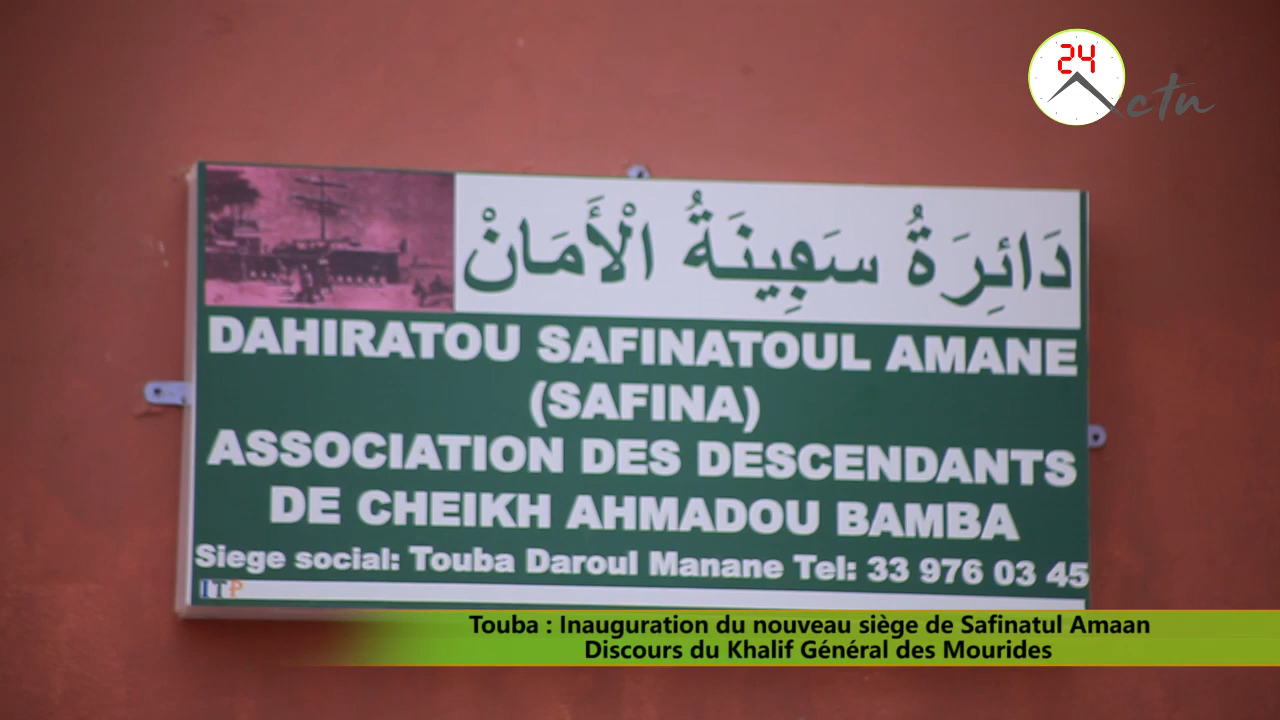 24
actn
دَائِرَةُ سَفِينَةُ الْأَمَانْ
DAHIRATOU SAFINATOUL AMANE
(SAFINA)
ASSOCIATION DES DESCENDANTS
DE CHEIKH AHMADOU BAMBA
Siege social: Touba Daroul Manane Tel: 33 976 03 45
ITP
Touba : Inauguration du nouveau siège de Safinatul Amaan
Discours du Khalif Général des Mourides